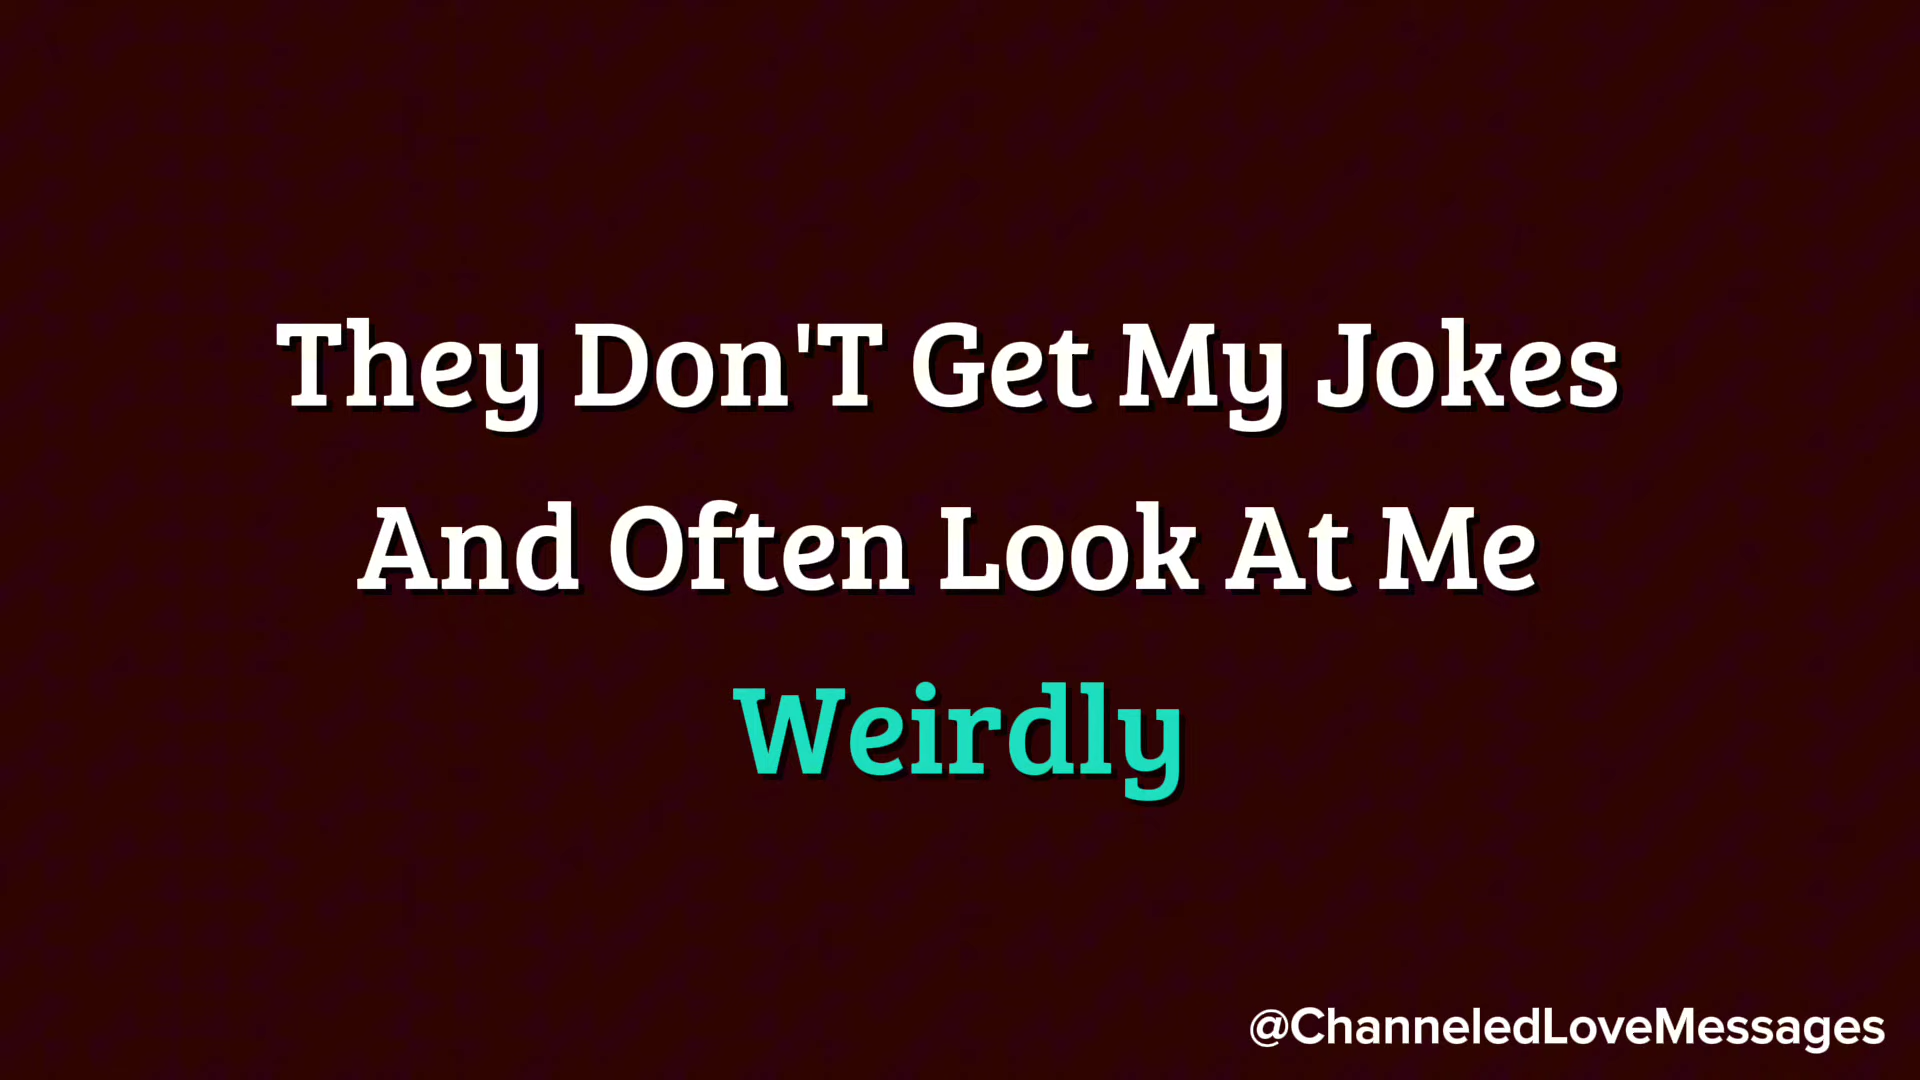 They Don'T Get My Jokes
And Often Look At Me
Weirdly
@ChanneledLoveMessages